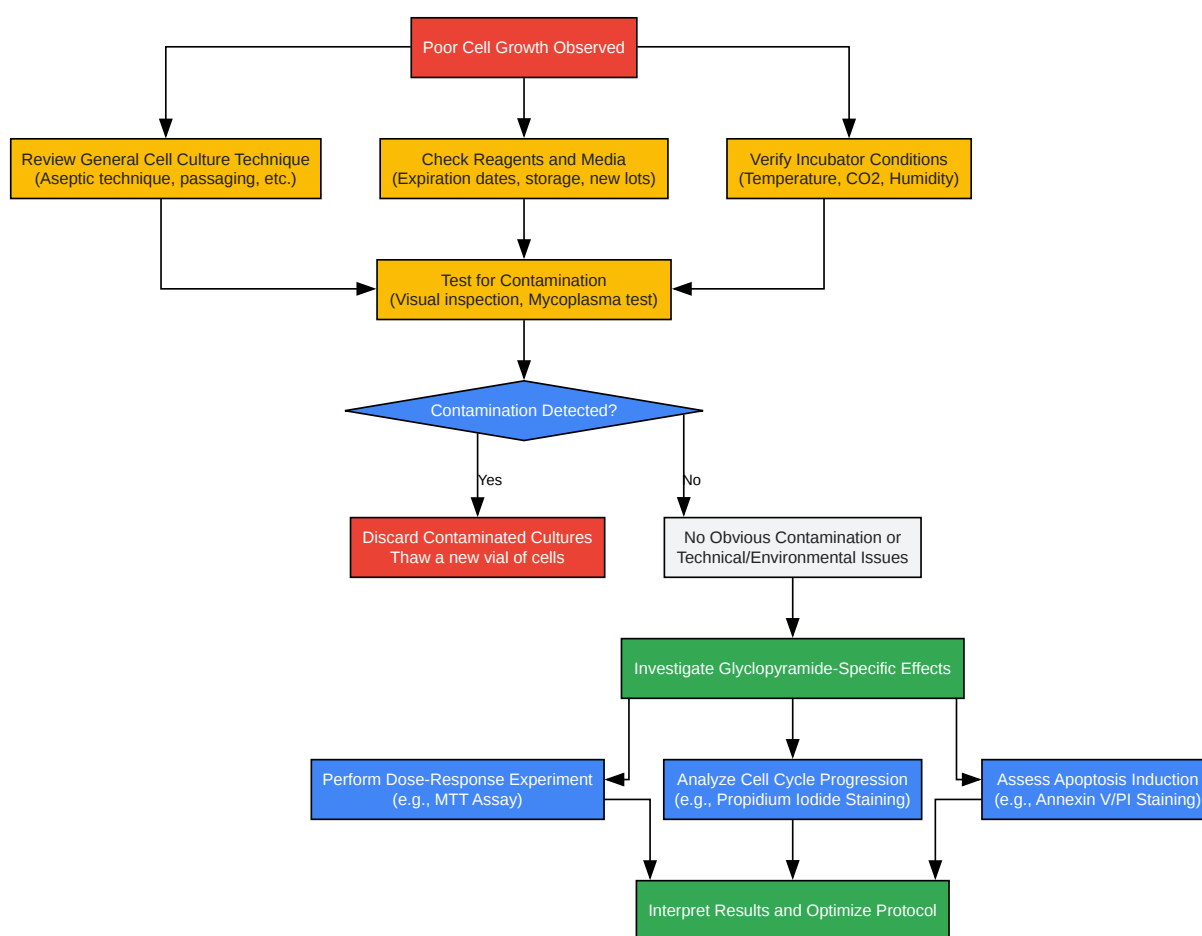 Poor Cell Growth Observed
Review General Cell Culture Technique
(Aseptic technique, passaging, etc.)
Check Reagents and Media
(Expiration dates, storage, new lots)
Verify Incubator Conditions
(Temperature, CO2, Humidity)
Test for Contamination
(Visual inspection, Mycoplasma test)
Contamination Detected?
Yes
No
Discard Contaminated Cultures
Thaw a new vial of cells
No Obvious Contamination or
Technical/Environmental Issues
Investigate Glyclopyramide-Specific Effects
Perform Dose-Response Experiment
(e.g., MTT Assay)
Analyze Cell Cycle Progression
(e.g., Propidium Iodide Staining)
Assess Apoptosis Induction
(e.g., Annexin V/PI Staining)
Interpret Results and Optimize Protocol